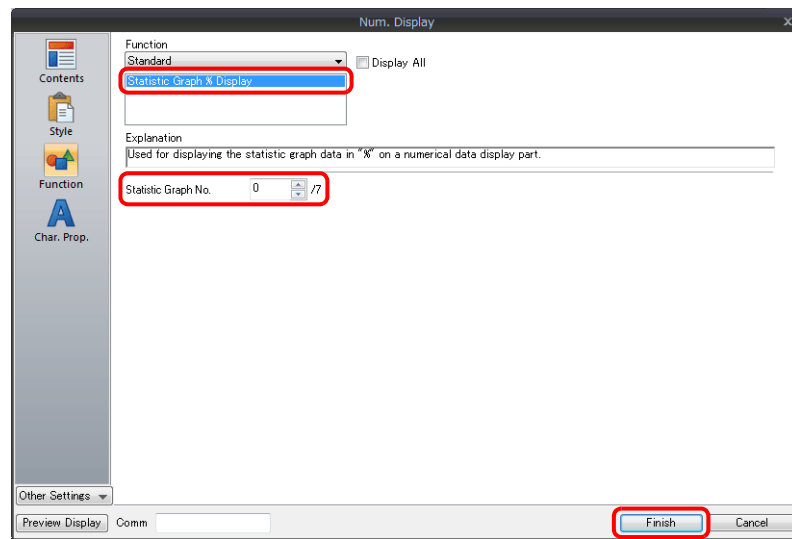 Num. Display
x
Contents
Style
Function
Char. Prop.
Other Settings
Function
Standard
Display All
Statistic Graph % Display
Explanation
Used for displaying the statistic graph data in "%" on a numerical data display part.
Statistic Graph No. 0 /7
Preview Display Comm Finish Cancel